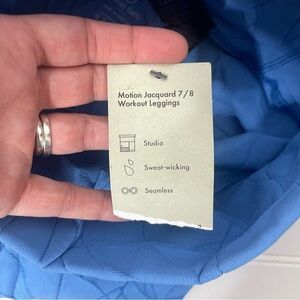 Motion Jacquard 7/8
Workout Leggings
Studio
Sweat-wicking
Seamless